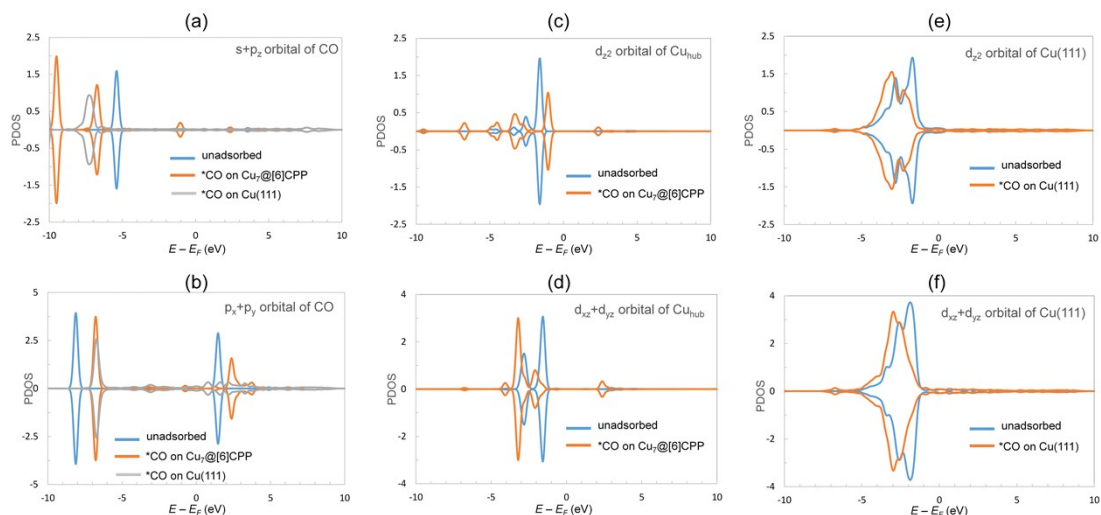 (a)
s+pz orbital of CO
PDOS
2.5
1.5
0.5
-0.5
-1.5
-2.5
unadsorbed
*CO on Cu7@[6]CPP
*CO on Cu(111)
-10 -5 0 5 10
E – EF (eV)
(c)
dz2 orbital of Cuhub
PDOS
2.5
1.5
0.5
-0.5
-1.5
-2.5
unadsorbed
*CO on Cu7@[6]CPP
-10 -5 0 5 10
E – EF (eV)
(e)
dz2 orbital of Cu(111)
PDOS
2.5
1.5
0.5
-0.5
-1.5
-2.5
unadsorbed
*CO on Cu(111)
-10 -5 0 5 10
E – EF (eV)
(b)
px+py orbital of CO
PDOS
5
2.5
0
-2.5
-5
unadsorbed
*CO on Cu7@[6]CPP
*CO on Cu(111)
-10 -5 0 5 10
E – EF (eV)
(d)
dxz+dyz orbital of Cuhub
PDOS
4
2
0
-2
-4
unadsorbed
*CO on Cu7@[6]CPP
-10 -5 0 5 10
E – EF (eV)
(f)
dxz+dyz orbital of Cu(111)
PDOS
4
2
0
-2
-4
unadsorbed
*CO on Cu(111)
-10 -5 0 5 10
E – EF (eV)